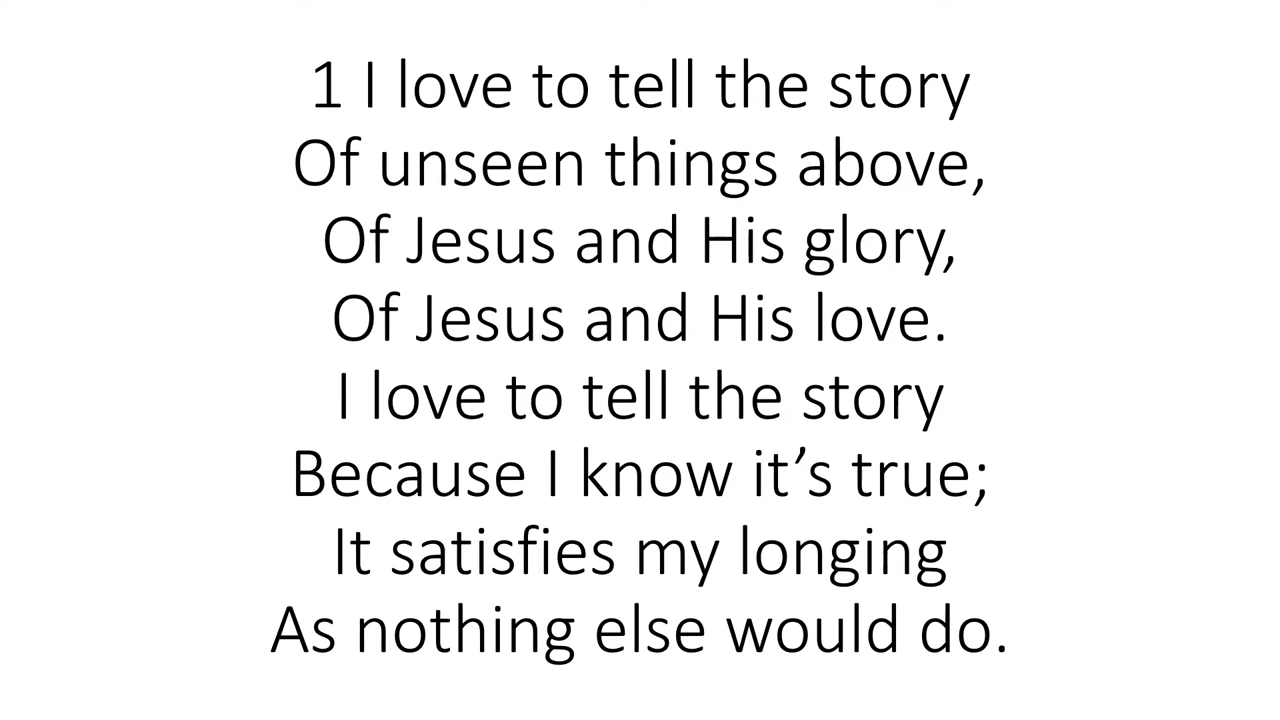 1 I love to tell the story
Of unseen things above,
Of Jesus and His glory,
Of Jesus and His love.
I love to tell the story
Because I know it’s true;
It satisfies my longing
As nothing else would do.